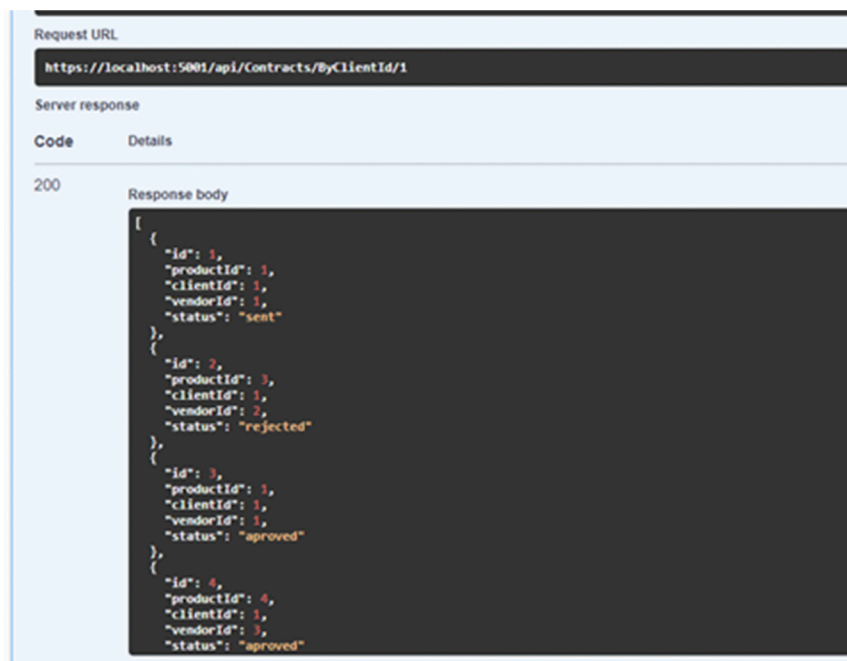 Request URL
https://localhost:5001/api/Contracts/ByClientId/1
Server response
Code Details
200
Response body
[
{
"id": 1,
"productId": 1,
"clientId": 1,
"vendorId": 1,
"status": "sent"
},
{
"id": 2,
"productId": 3,
"clientId": 1,
"vendorId": 2,
"status": "rejected"
},
{
"id": 3,
"productId": 1,
"clientId": 1,
"vendorId": 1,
"status": "aproved"
},
{
"id": 4,
"productId": 4,
"clientId": 1,
"vendorId": 3,
"status": "aproved"